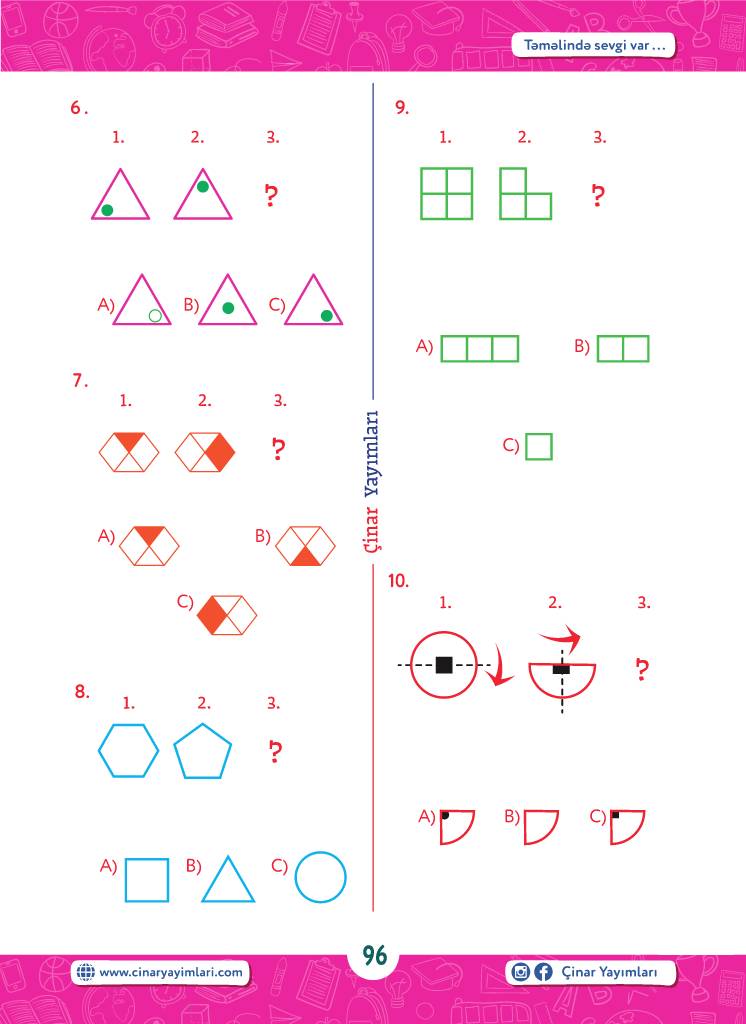 Təməlində sevgi var ...
6.
1. 2. 3.
?
A) B) C)
7.
1. 2. 3.
?
A) B)
C)
8.
1. 2. 3.
?
A) B) C)
Çinar Yayımları
9.
1. 2. 3.
?
A) B)
C)
10.
1. 2. 3.
?
A) B) C)
96
www.cinaryayimlari.com
Çinar Yayımları